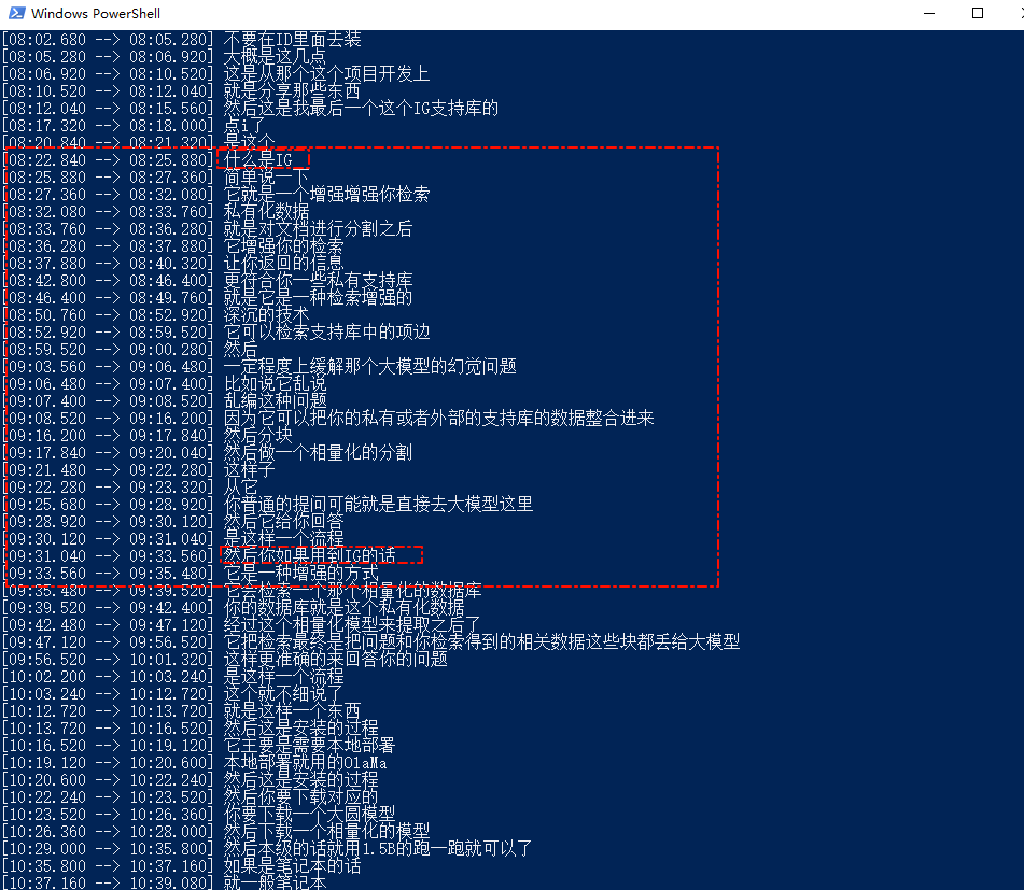 Windows PowerShell
[08:02.680 --> 08:05.280] 不要在ID里面去装
[08:05.280 --> 08:06.920] 大概是这几点
[08:06.920 --> 08:10.520] 这是从那个这个项目开发上
[08:10.520 --> 08:12.040] 就是分享那些东西
[08:12.040 --> 08:15.560] 然后这是我最后一个这个IG支持库的
[08:17.320 --> 08:18.000] 点i了
[08:20.840 --> 08:21.320] 是这个
[08:22.840 --> 08:25.880] 什么是IG
[08:25.880 --> 08:27.360] 简单说一下
[08:27.360 --> 08:32.080] 它就是一个增强增强你检索
[08:32.080 --> 08:33.760] 私有化数据
[08:33.760 --> 08:36.280] 就是对文档进行分割之后
[08:36.280 --> 08:37.880] 它增强你的检索
[08:37.880 --> 08:40.320] 让你返回的信息
[08:42.800 --> 08:46.400] 更符合你一些私有支持库
[08:46.400 --> 08:49.760] 就是它是一种检索增强的
[08:50.760 --> 08:52.920] 深沉的技术
[08:52.920 --> 08:59.520] 它可以检索支持库中的项边
[08:59.520 --> 09:00.280] 然后
[09:03.560 --> 09:06.480] 一定程度上缓解那个大模型的幻觉问题
[09:06.480 --> 09:07.400] 比如说它乱说
[09:07.400 --> 09:08.520] 乱编这种问题
[09:08.520 --> 09:16.200] 因为它可以把你的私有或者外部的支持库的数据整合进来
[09:16.200 --> 09:17.840] 然后分块
[09:17.840 --> 09:20.040] 然后做一个相量化的分割
[09:21.480 --> 09:22.280] 这样子
[09:22.280 --> 09:23.320] 从它
[09:25.680 --> 09:28.920] 你普通的提问可能就是直接去大模型这里
[09:28.920 --> 09:30.120] 然后它给你回答
[09:30.120 --> 09:31.040] 是这样一个流程
[09:31.040 --> 09:33.560] 然后你如果用到IG的话
[09:33.560 --> 09:35.480] 它是一种增强的方式
[09:35.480 --> 09:39.520] 它会检索一个那个相量化的数据库
[09:39.520 --> 09:42.400] 你的数据库就是这个私有化数据
[09:42.480 --> 09:47.120] 经过这个相量化模型来提取之后了
[09:47.120 --> 09:56.520] 它把检索最终是把问题和你检索得到的相关数据这些块都丢给大模型
[09:56.520 --> 10:01.320] 这样更准确的来回答你的问题
[10:02.200 --> 10:03.240] 是这样一个流程
[10:03.240 --> 10:12.720] 这个就不细说了
[10:12.720 --> 10:13.720] 就是这样一个东西
[10:13.720 --> 10:16.520] 然后这是安装的过程
[10:16.520 --> 10:19.120] 它主要是需要本地部署
[10:19.120 --> 10:20.600] 本地部署就用的OlaMa
[10:20.600 --> 10:22.240] 然后这是安装的过程
[10:22.240 --> 10:23.520] 然后你要下载对应的
[10:23.520 --> 10:26.360] 你要下载一个大圆模型
[10:26.360 --> 10:28.000] 然后下载一个相量化的模型
[10:29.000 --> 10:35.800] 然后本级的话就用1.5B的跑一跑就可以了
[10:35.800 --> 10:37.160] 如果是笔记本的话
[10:37.160 --> 10:39.080] 就一般笔记本